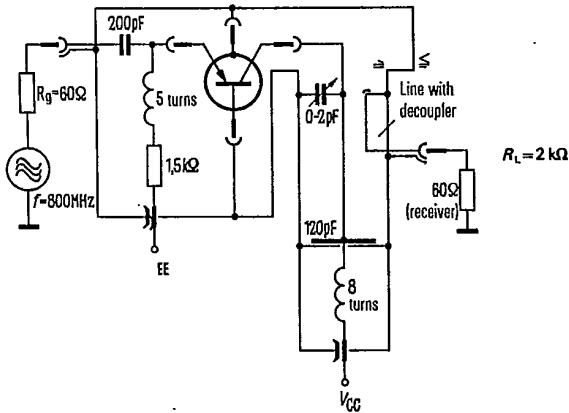 200pF
Rg=60Ω
5 turns
0-2pF
Line with
decoupler
RL=2 kΩ
f=800MHz
1,5kΩ
60Ω
(receiver)
120pF
EE
8
turns
VCC